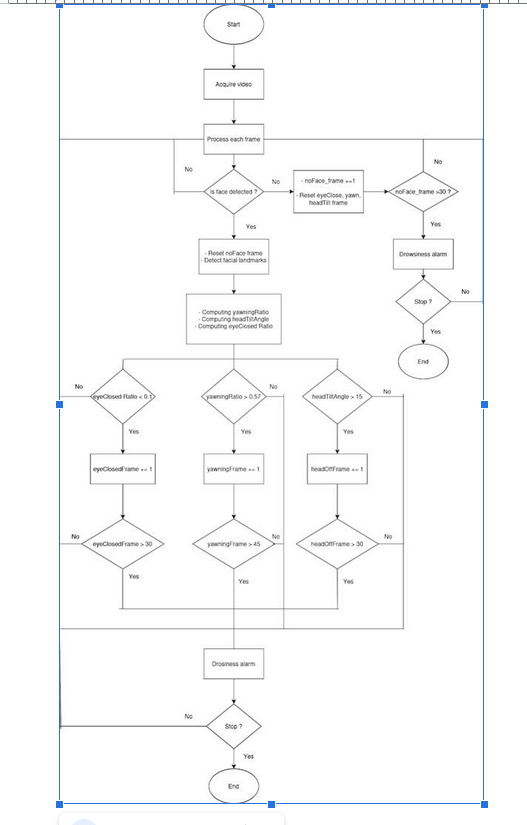 Start
Acquire video
Process each frame
No
Is face detected ?
No
- noFace_frame +=1
- Reset eyeClose, yawn,
headTilt frame
No
noFace_frame >30 ?
Yes
Yes
- Reset noFace frame
- Detect facial landmarks
Drowsiness alarm
- Computing yawningRatio
- Computing headTiltAngle
- Computing eyeClosed Ratio
Stop ?
No
Yes
End
No
eyeClosed Ratio < 0.1
yawningRatio > 0.57
No
headTiltAngle > 15
No
Yes
Yes
Yes
eyeClosedFrame += 1
yawningFrame += 1
headOffFrame += 1
No
eyeClosedFrame > 30
yawningFrame > 45
No
headOffFrame > 30
No
Yes
Yes
Yes
Drosiness alarm
No
Stop ?
Yes
End